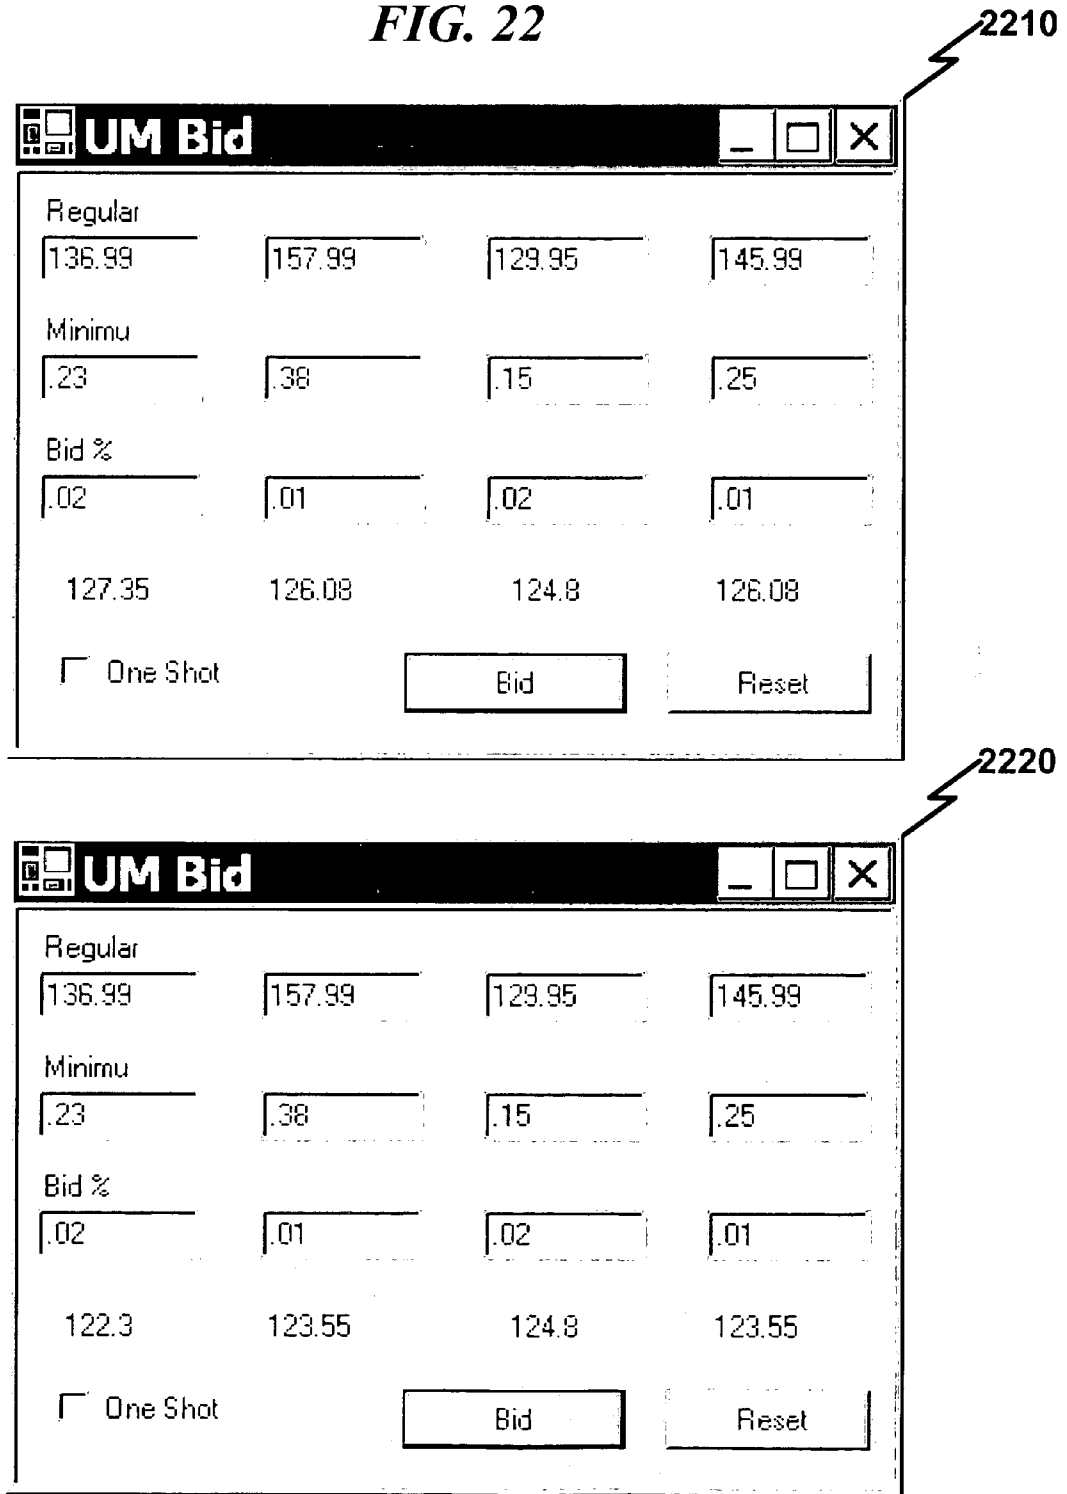 FIG. 22
2210
UM Bid
Regular
136.99 157.99 129.95 145.99
Minimu
.23 .38 .15 .25
Bid %
.02 .01 .02 .01
127.35 126.08 124.8 126.08
One Shot Bid Reset
2220
UM Bid
Regular
136.99 157.99 129.95 145.99
Minimu
.23 .38 .15 .25
Bid %
.02 .01 .02 .01
122.3 123.55 124.8 123.55
One Shot Bid Reset